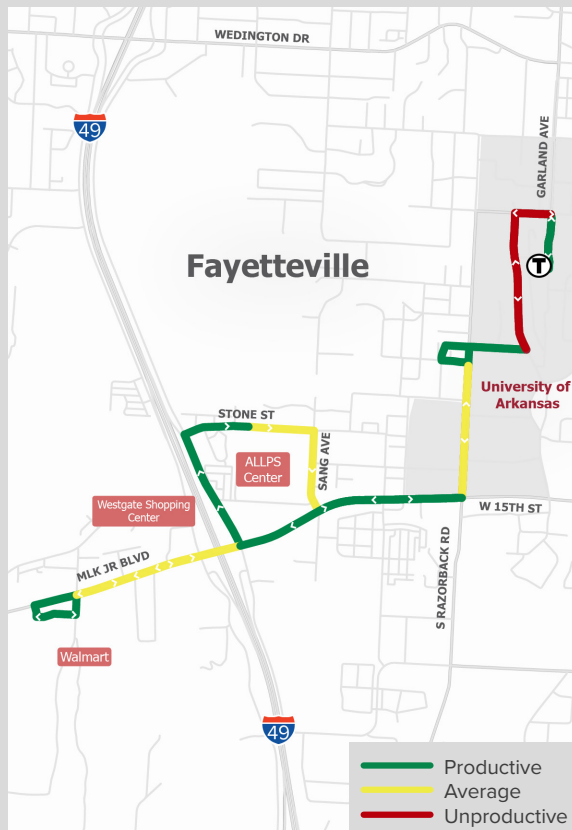 WEDINGTON DR
49
GARLAND AVE
Fayetteville
T
University of
Arkansas
STONE ST
ALLPS
Center
SANG AVE
Westgate Shopping
Center
W 15TH ST
MLK JR BLVD
S RAZORBACK RD
Walmart
49
Productive
Average
Unproductive